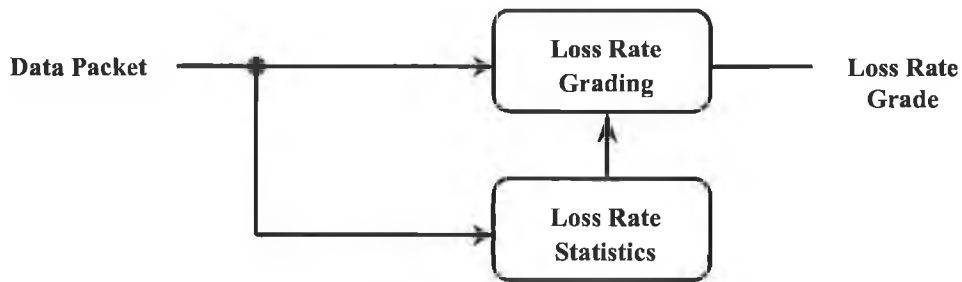 Data Packet
Loss Rate
Grading
Loss Rate
Grade
Loss Rate
Statistics